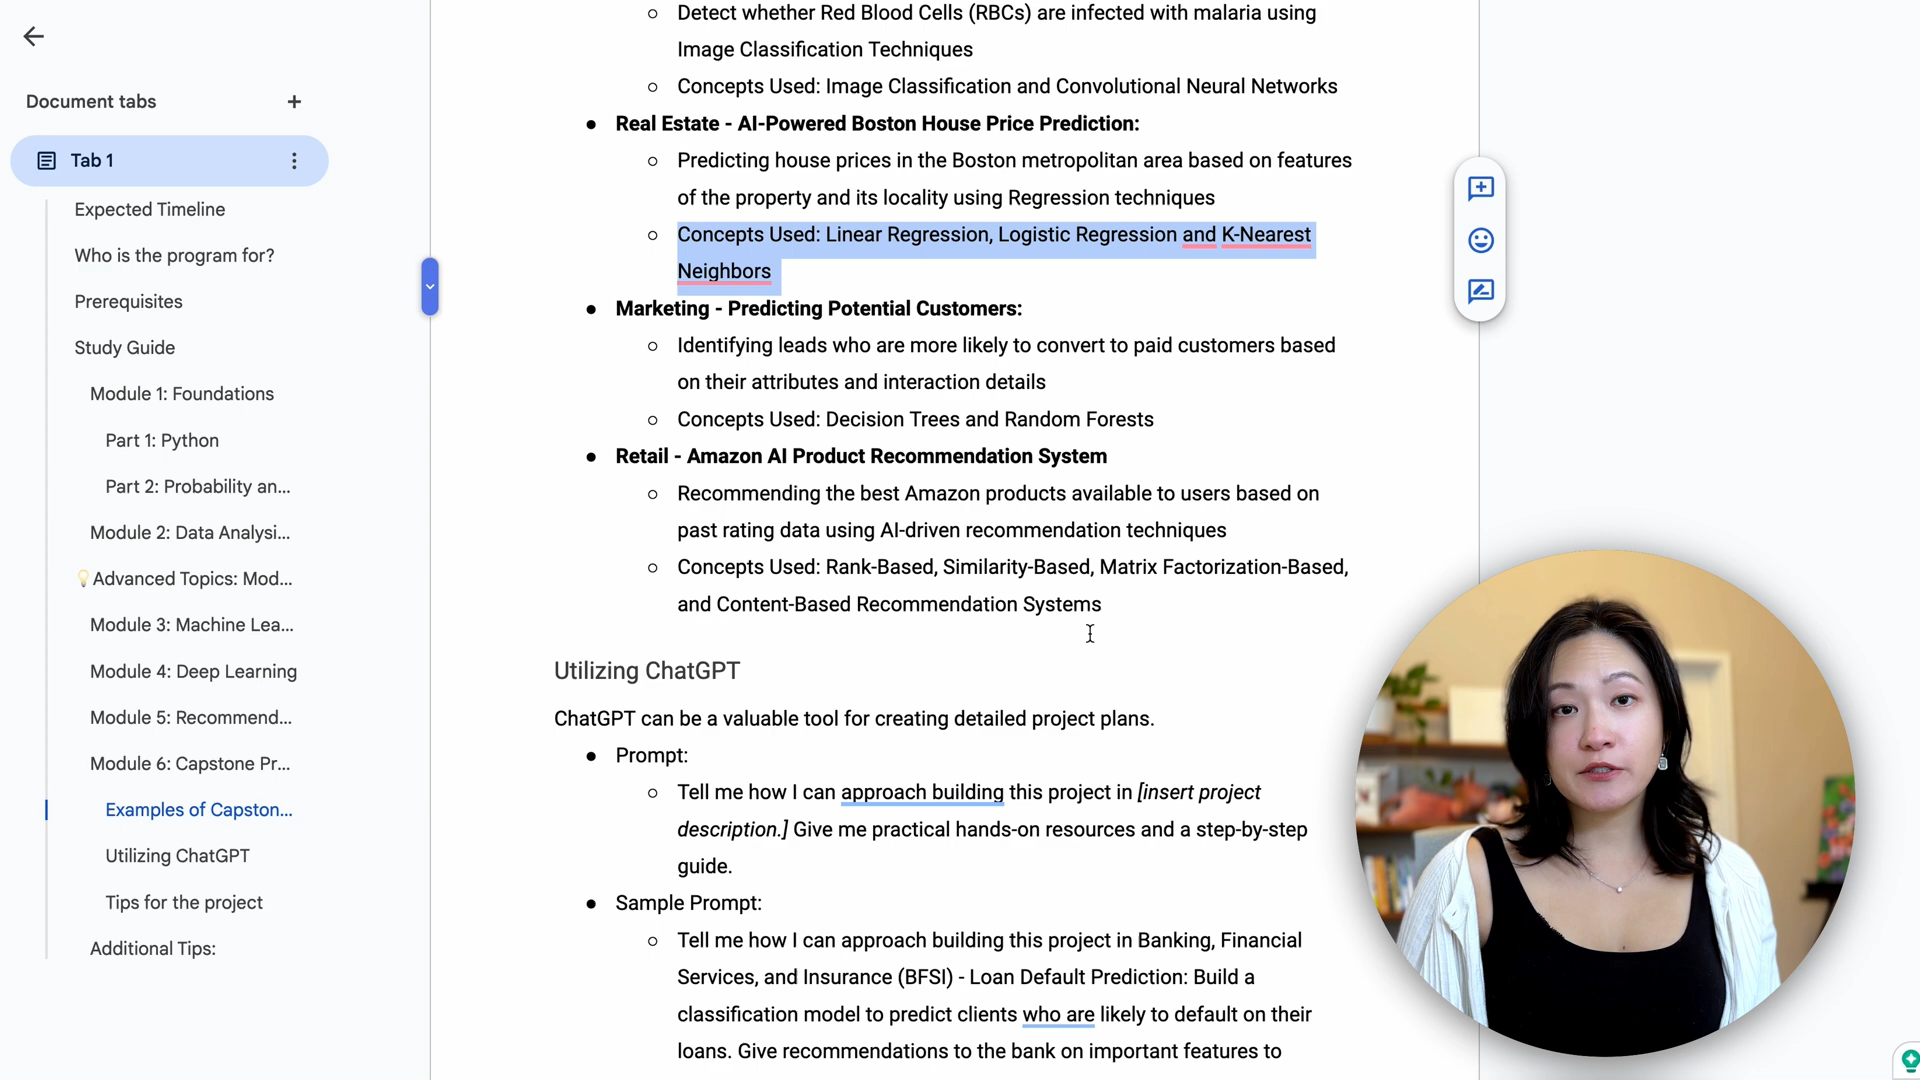 Document tabs
Tab 1
Expected Timeline
Who is the program for?
Prerequisites
Study Guide
Module 1: Foundations
Part 1: Python
Part 2: Probability an...
Module 2: Data Analysi...
Advanced Topics: Mod...
Module 3: Machine Lea...
Module 4: Deep Learning
Module 5: Recommend...
Module 6: Capstone Pr...
Examples of Capston...
Utilizing ChatGPT
Tips for the project
Additional Tips:
Detect whether Red Blood Cells (RBCs) are infected with malaria using
Image Classification Techniques
Concepts Used: Image Classification and Convolutional Neural Networks
Real Estate - AI-Powered Boston House Price Prediction:
Predicting house prices in the Boston metropolitan area based on features
of the property and its locality using Regression techniques
Concepts Used: Linear Regression, Logistic Regression and K-Nearest
Neighbors
Marketing - Predicting Potential Customers:
Identifying leads who are more likely to convert to paid customers based
on their attributes and interaction details
Concepts Used: Decision Trees and Random Forests
Retail - Amazon AI Product Recommendation System
Recommending the best Amazon products available to users based on
past rating data using AI-driven recommendation techniques
Concepts Used: Rank-Based, Similarity-Based, Matrix Factorization-Based,
and Content-Based Recommendation Systems
Utilizing ChatGPT
ChatGPT can be a valuable tool for creating detailed project plans.
Prompt:
Tell me how I can approach building this project in [insert project
description.] Give me practical hands-on resources and a step-by-step
guide.
Sample Prompt:
Tell me how I can approach building this project in Banking, Financial
Services, and Insurance (BFSI) - Loan Default Prediction: Build a
classification model to predict clients who are likely to default on their
loans. Give recommendations to the bank on important features to